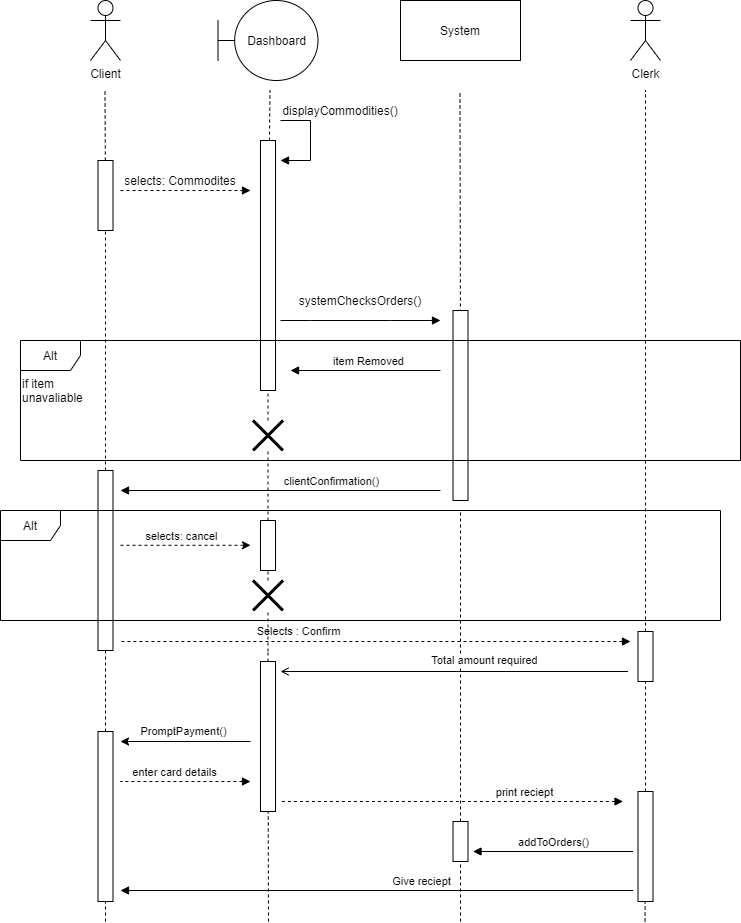 Client
Dashboard
System
Clerk
displayCommodities()
selects: Commodites
systemChecksOrders()
Alt
item Removed
if item
unavaliable
clientConfirmation()
Alt
selects: cancel
Selects : Confirm
Total amount required
PromptPayment()
enter card details
print reciept
addToOrders()
Give reciept